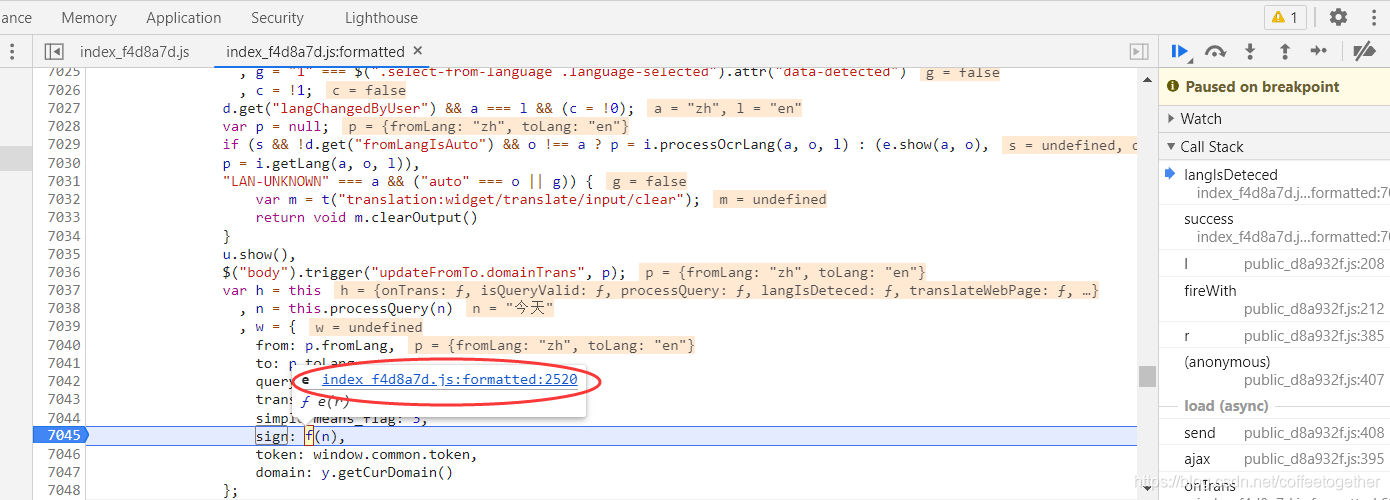 ance Memory Application Security Lighthouse 1
index_f4d8a7d.js index_f4d8a7d.js:formatted ×
7025 , g = "1" === $(".select-from-language .language-selected").attr("data-detected") g = false
7026 , c = !1; c = false
7027 d.get("langChangedByUser") && a === l && (c = !0); a = "zh", l = "en"
7028 var p = null; p = {fromLang: "zh", toLang: "en"}
7029 if (s && !d.get("fromLangIsAuto") && o !== a ? p = i.processOcrLang(a, o, l) : (e.show(a, o), s = undefined, o
7030 p = i.getLang(a, o, l)),
7031 "LAN-UNKNOWN" === a && ("auto" === o || g)) { g = false
7032 var m = t("translation:widget/translate/input/clear"); m = undefined
7033 return void m.clearOutput()
7034 }
7035 u.show(),
7036 $("body").trigger("updateFromTo.domainTrans", p); p = {fromLang: "zh", toLang: "en"}
7037 var h = this h = {onTrans: ƒ, isQueryValid: ƒ, processQuery: ƒ, langIsDeteced: ƒ, translateWebPage: ƒ, …}
7038 , n = this.processQuery(n) n = "今天"
7039 , w = { w = undefined
7040 from: p.fromLang, p = {fromLang: "zh", toLang: "en"}
7041 to: p.toLang
7042 query
e index_f4d8a7d.js:formatted:2520
7043 trans
ƒ e(r)
7044 simple_means_flag: 3,
7045 sign: f(n),
7046 token: window.common.token,
7047 domain: y.getCurDomain()
7048 };
Paused on breakpoint
Watch
Call Stack
langIsDeteced
index_f4d8a7d.j…formatted:70
success
index_f4d8a7d.j…formatted:70
l public_d8a932f.js:208
fireWith
public_d8a932f.js:212
r public_d8a932f.js:385
(anonymous)
public_d8a932f.js:407
load (async)
send public_d8a932f.js:408
ajax public_d8a932f.js:395
onTrans
https://blog.csdn.net/coffeetogether